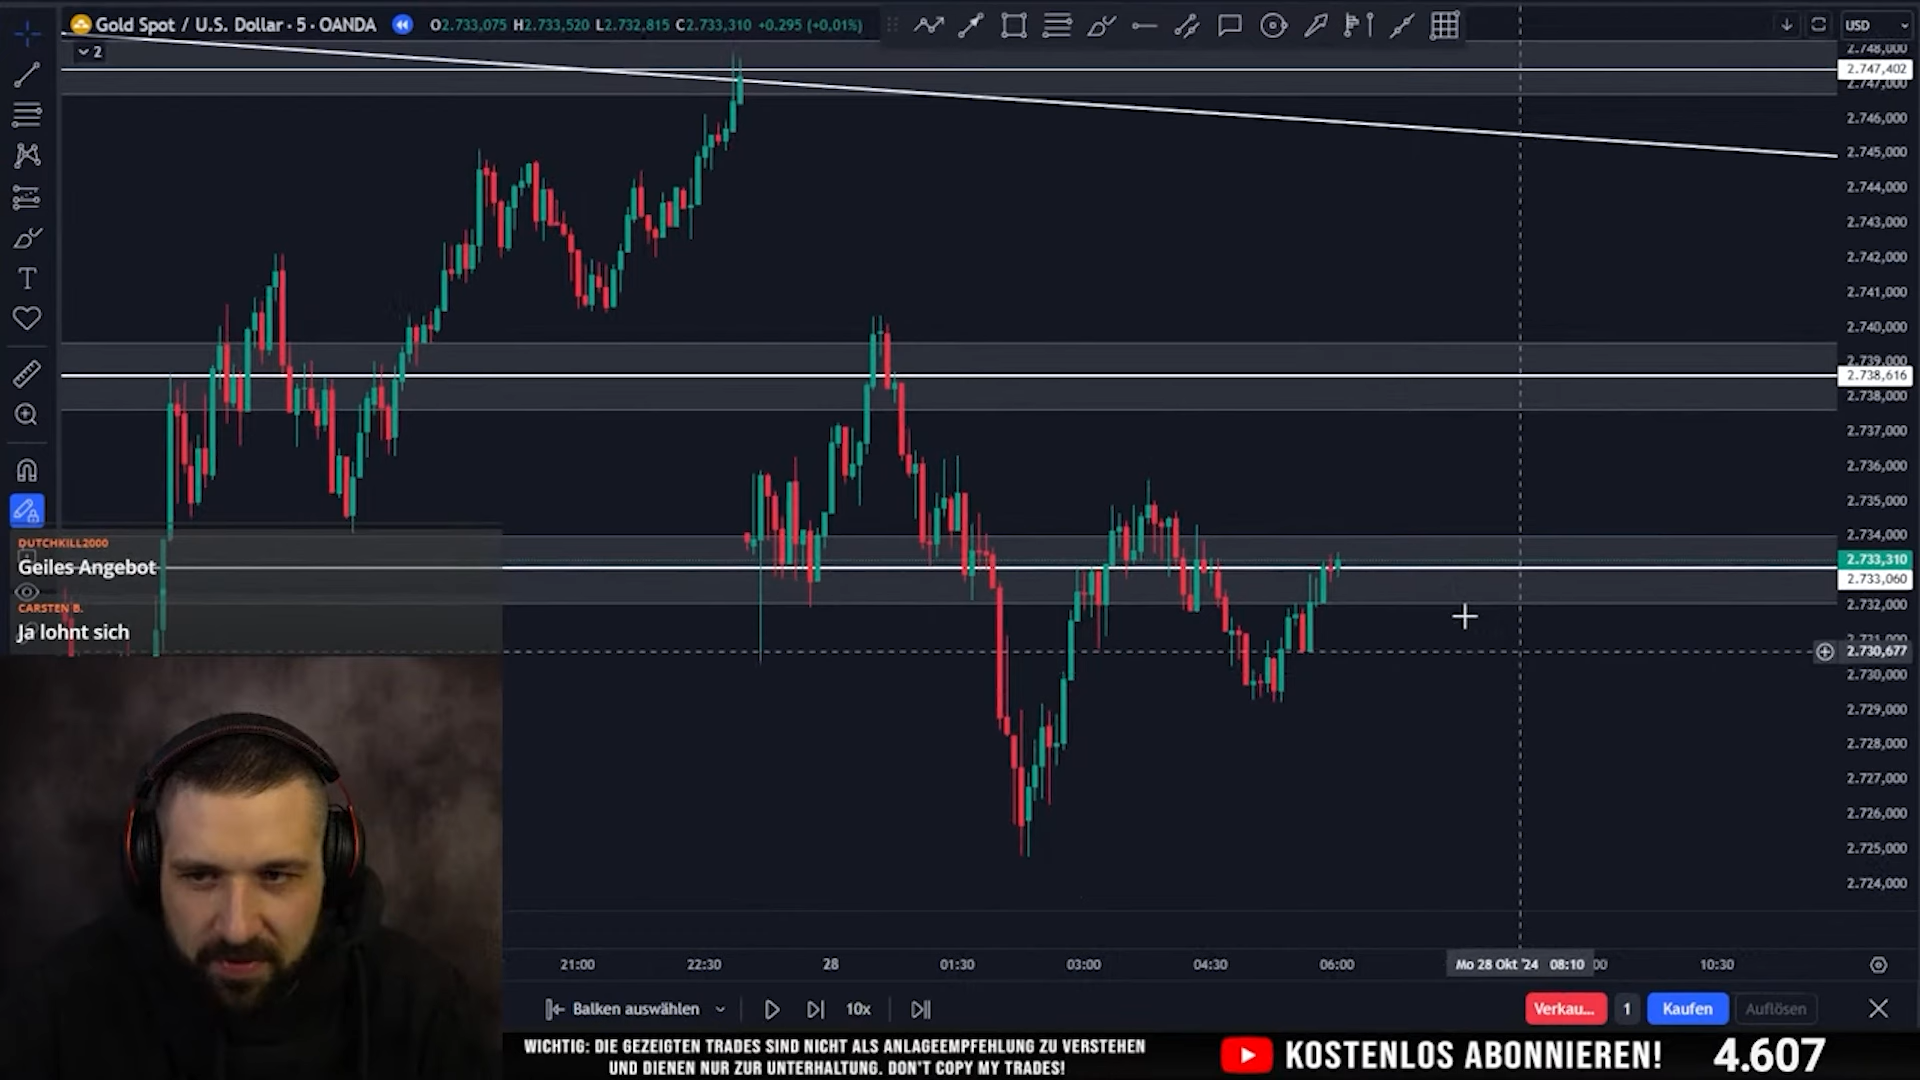 Gold Spot / U.S. Dollar · 5 · OANDA
O2.733,075 H2.733,520 L2.732,815 C2.733,310 +0.295 (+0,01%)
USD
2
2.748,000
2.747,402
2.747,000
2.746,000
2.745,000
2.744,000
2.743,000
2.742,000
2.741,000
2.740,000
2.739,000
2.738,616
2.738,000
2.737,000
2.736,000
2.735,000
2.734,000
2.733,310
2.733,060
2.732,000
2.731,000
2.730,677
2.730,000
2.729,000
2.728,000
2.727,000
2.726,000
2.725,000
2.724,000
DUTCHKILL2000
Geiles Angebot
CARSTEN B.
Ja lohnt sich
21:00 22:30 28 01:30 03:00 04:30 06:00 Mo 28 Okt '24 08:10 :00 10:30
Balken auswählen 10x Verkau... 1 Kaufen Auflösen
WICHTIG: DIE GEZEIGTEN TRADES SIND NICHT ALS ANLAGEEMPFEHLUNG ZU VERSTEHEN
UND DIENEN NUR ZUR UNTERHALTUNG. DON'T COPY MY TRADES!
KOSTENLOS ABONNIEREN! 4.607